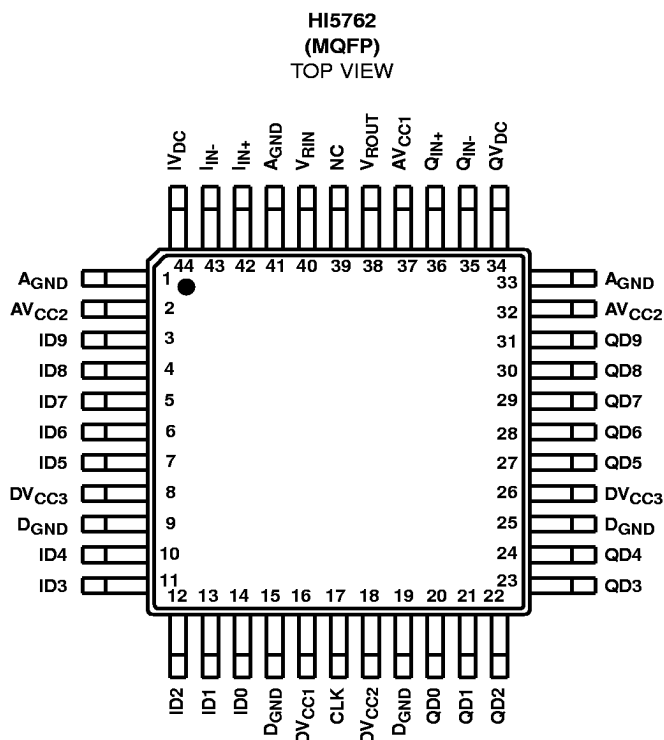 HI5762
(MQFP)
TOP VIEW
IVDC IIN- IIN+ AGND VRIN NC VROUT AVCC1 QIN+ QIN- QVDC
44 43 42 41 40 39 38 37 36 35 34
AGND 1 33 AGND
AVCC2 2 32 AVCC2
ID9 3 31 QD9
ID8 4 30 QD8
ID7 5 29 QD7
ID6 6 28 QD6
ID5 7 27 QD5
DVCC3 8 26 DVCC3
DGND 9 25 DGND
ID4 10 24 QD4
ID3 11 23 QD3
12 13 14 15 16 17 18 19 20 21 22
ID2 ID1 ID0 DGND DVCC1 CLK DVCC2 DGND QD0 QD1 QD2